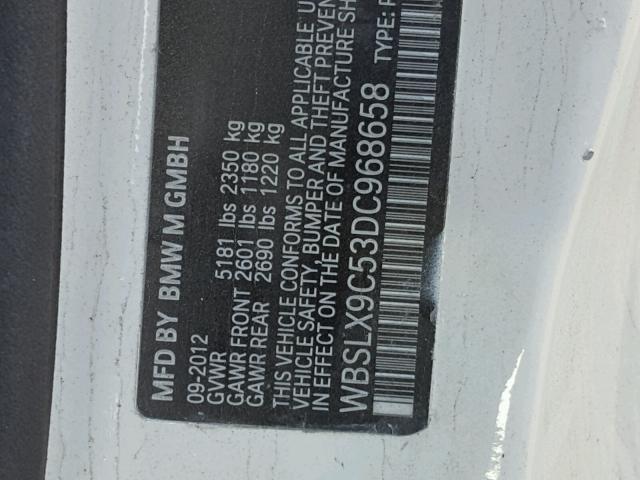 MFD BY BMW M GMBH
09-2012
GVWR 5181 lbs 2350 kg
GAWR FRONT 2601 lbs 1180 kg
GAWR REAR 2690 lbs 1220 kg
THIS VEHICLE CONFORMS TO ALL APPLICABLE U
VEHICLE SAFETY, BUMPER AND THEFT PREVEN
IN EFFECT ON THE DATE OF MANUFACTURE SH
WBSLX9C53DC968658 TYPE: